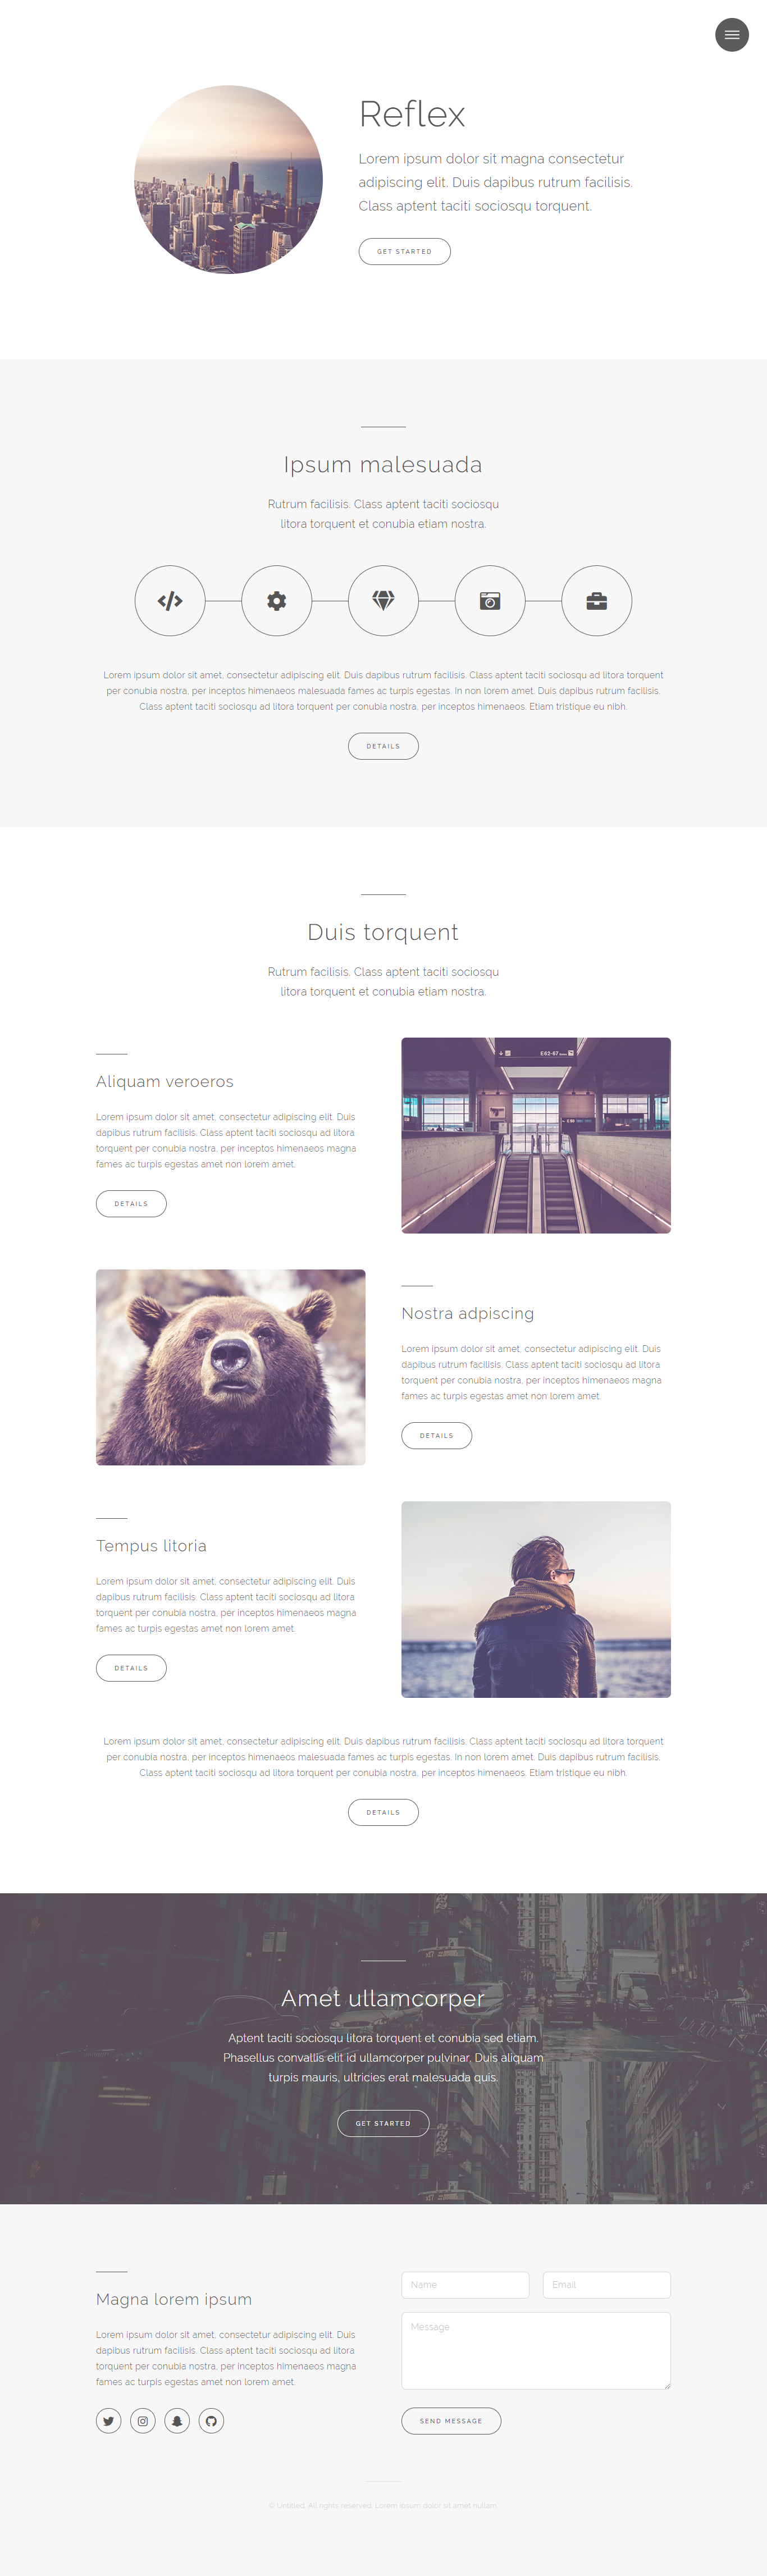 Reflex
Lorem ipsum dolor sit magna consectetur
adipiscing elit. Duis dapibus rutrum facilisis.
Class aptent taciti sociosqu torquent.
GET STARTED
Ipsum malesuada
Rutrum facilisis. Class aptent taciti sociosqu
litora torquent et conubia etiam nostra.
Lorem ipsum dolor sit amet, consectetur adipiscing elit. Duis dapibus rutrum facilisis. Class aptent taciti sociosqu ad litora torquent
per conubia nostra, per inceptos himenaeos malesuada fames ac turpis egestas. In non lorem amet. Duis dapibus rutrum facilisis.
Class aptent taciti sociosqu ad litora torquent per conubia nostra, per inceptos himenaeos. Etiam tristique eu nibh.
DETAILS
Duis torquent
Rutrum facilisis. Class aptent taciti sociosqu
litora torquent et conubia etiam nostra.
Aliquam veroeros
Lorem ipsum dolor sit amet, consectetur adipiscing elit. Duis
dapibus rutrum facilisis. Class aptent taciti sociosqu ad litora
torquent per conubia nostra, per inceptos himenaeos magna
fames ac turpis egestas amet non lorem amet.
DETAILS
E62-67
Nostra adpiscing
Lorem ipsum dolor sit amet, consectetur adipiscing elit. Duis
dapibus rutrum facilisis. Class aptent taciti sociosqu ad litora
torquent per conubia nostra, per inceptos himenaeos magna
fames ac turpis egestas amet non lorem amet.
DETAILS
Tempus litoria
Lorem ipsum dolor sit amet, consectetur adipiscing elit. Duis
dapibus rutrum facilisis. Class aptent taciti sociosqu ad litora
torquent per conubia nostra, per inceptos himenaeos magna
fames ac turpis egestas amet non lorem amet.
DETAILS
Lorem ipsum dolor sit amet, consectetur adipiscing elit. Duis dapibus rutrum facilisis. Class aptent taciti sociosqu ad litora torquent
per conubia nostra, per inceptos himenaeos malesuada fames ac turpis egestas. In non lorem amet. Duis dapibus rutrum facilisis.
Class aptent taciti sociosqu ad litora torquent per conubia nostra, per inceptos himenaeos. Etiam tristique eu nibh.
DETAILS
Amet ullamcorper
Aptent taciti sociosqu litora torquent et conubia sed etiam.
Phasellus convallis elit id ullamcorper pulvinar. Duis aliquam
turpis mauris, ultricies erat malesuada quis.
GET STARTED
Magna lorem ipsum
Lorem ipsum dolor sit amet, consectetur adipiscing elit. Duis
dapibus rutrum facilisis. Class aptent taciti sociosqu ad litora
torquent per conubia nostra, per inceptos himenaeos magna
fames ac turpis egestas amet non lorem amet.
Name
Email
Message
SEND MESSAGE
© Untitled. All rights reserved. Lorem ipsum dolor sit amet nullam.